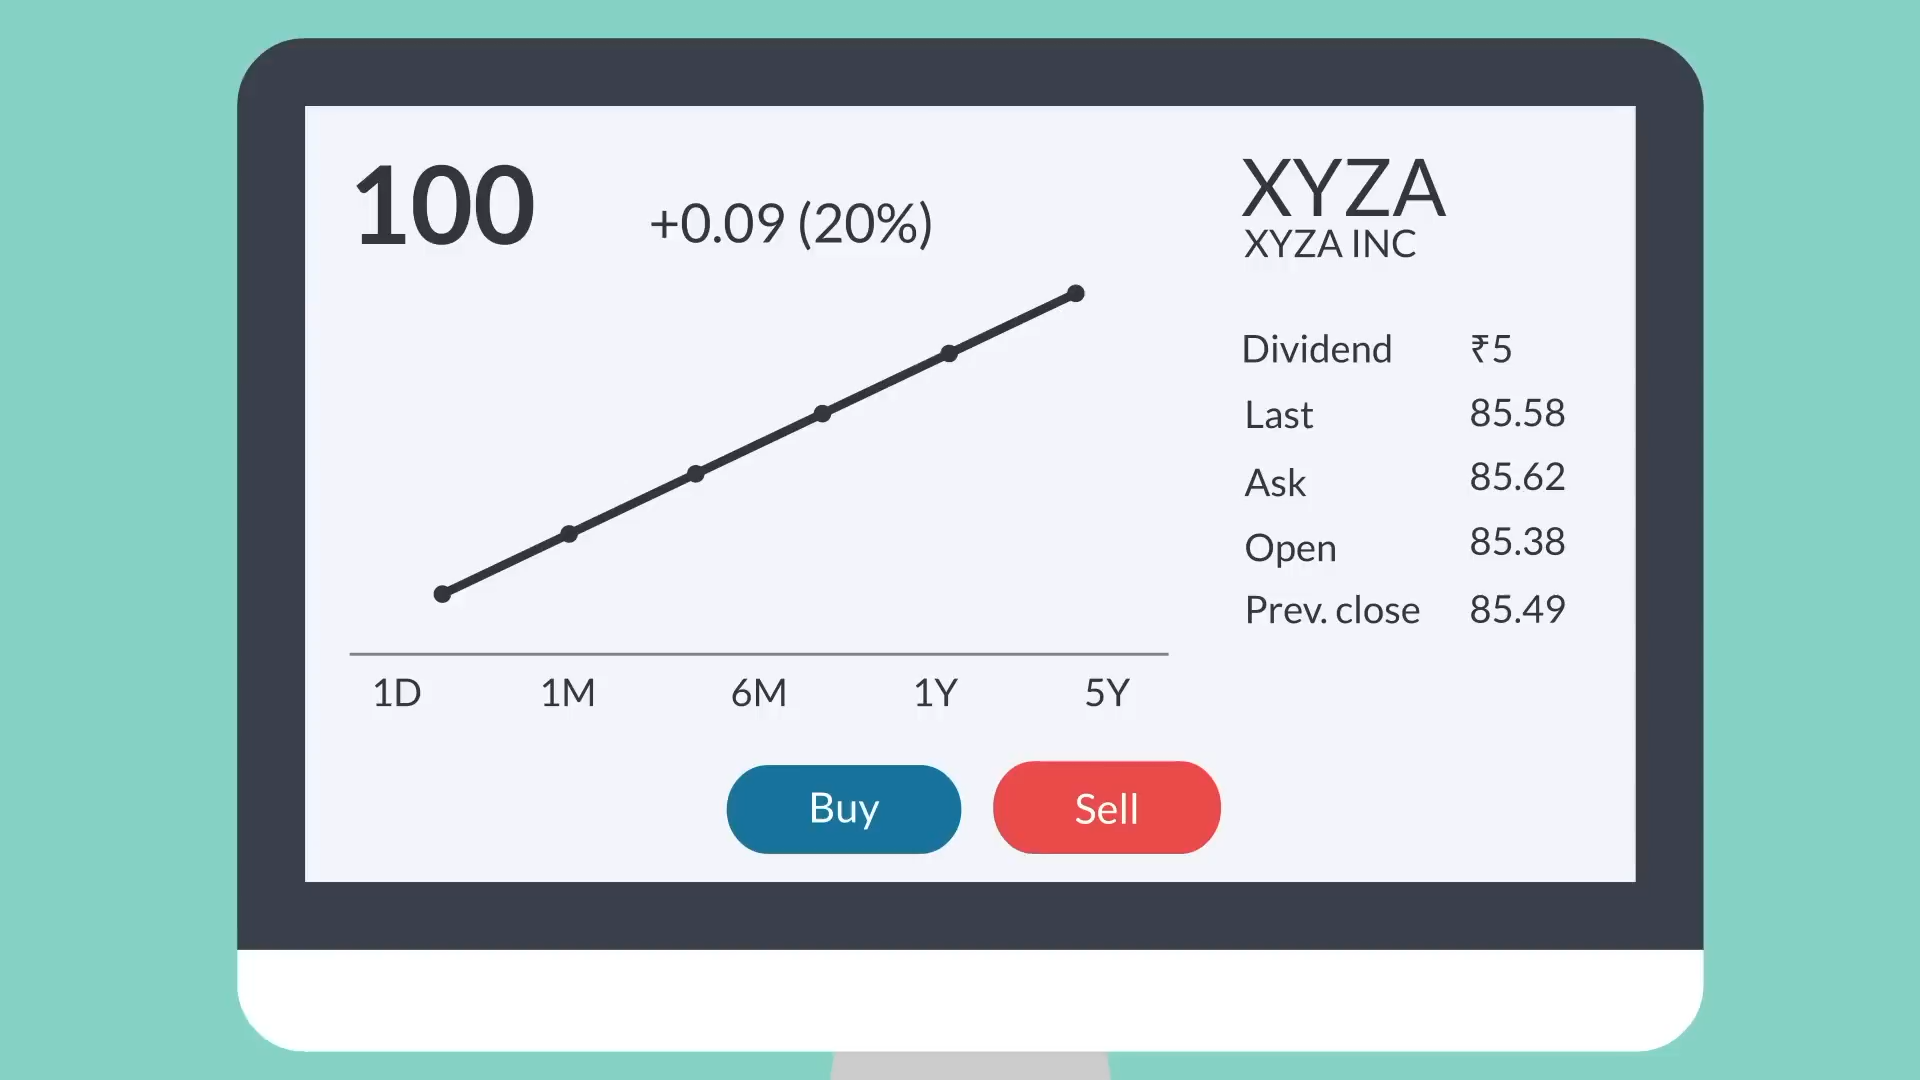 100
+0.09 (20%)
XYZA
XYZA INC
Dividend ₹5
Last 85.58
Ask 85.62
Open 85.38
Prev. close 85.49
1D 1M 6M 1Y 5Y
Buy Sell